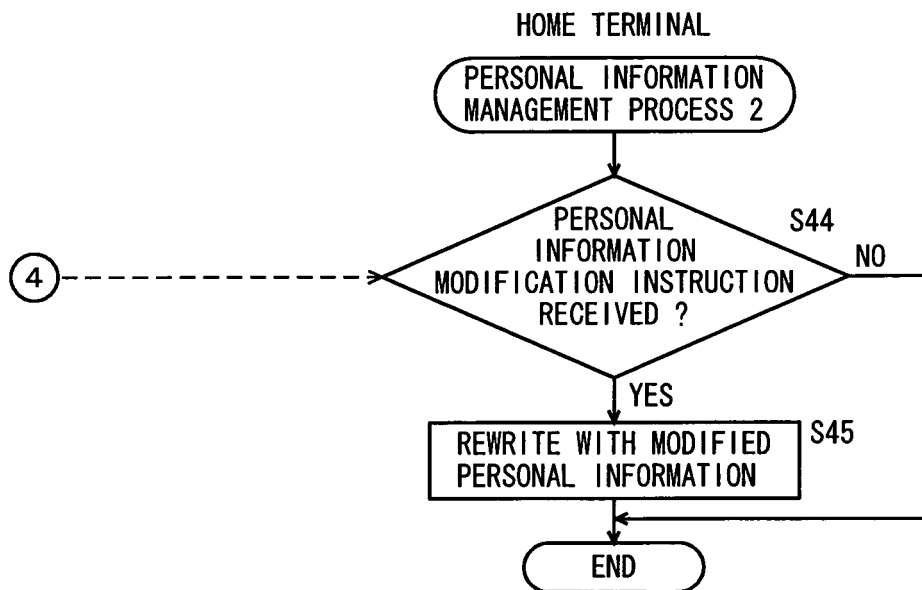 HOME TERMINAL
PERSONAL INFORMATION
MANAGEMENT PROCESS 2
PERSONAL
INFORMATION
MODIFICATION INSTRUCTION
RECEIVED ?
S44
NO
4
YES
REWRITE WITH MODIFIED
PERSONAL INFORMATION
S45
END